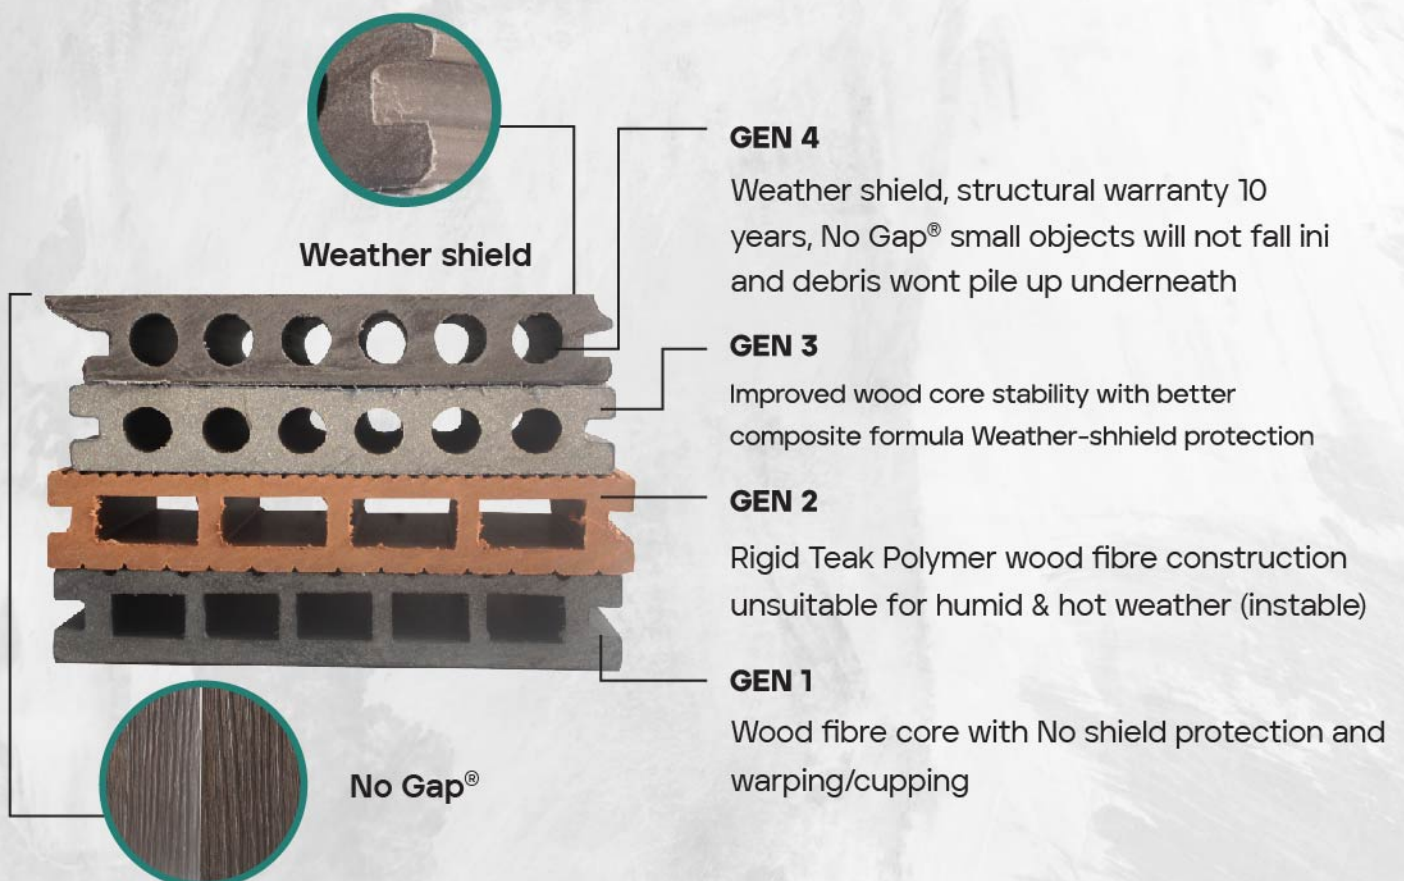 Weather shield
GEN 4
Weather shield, structural warranty 10
years, No Gap® small objects will not fall ini
and debris wont pile up underneath
GEN 3
Improved wood core stability with better
composite formula Weather-shhield protection
GEN 2
Rigid Teak Polymer wood fibre construction
unsuitable for humid & hot weather (instable)
GEN 1
Wood fibre core with No shield protection and
warping/cupping
No Gap®